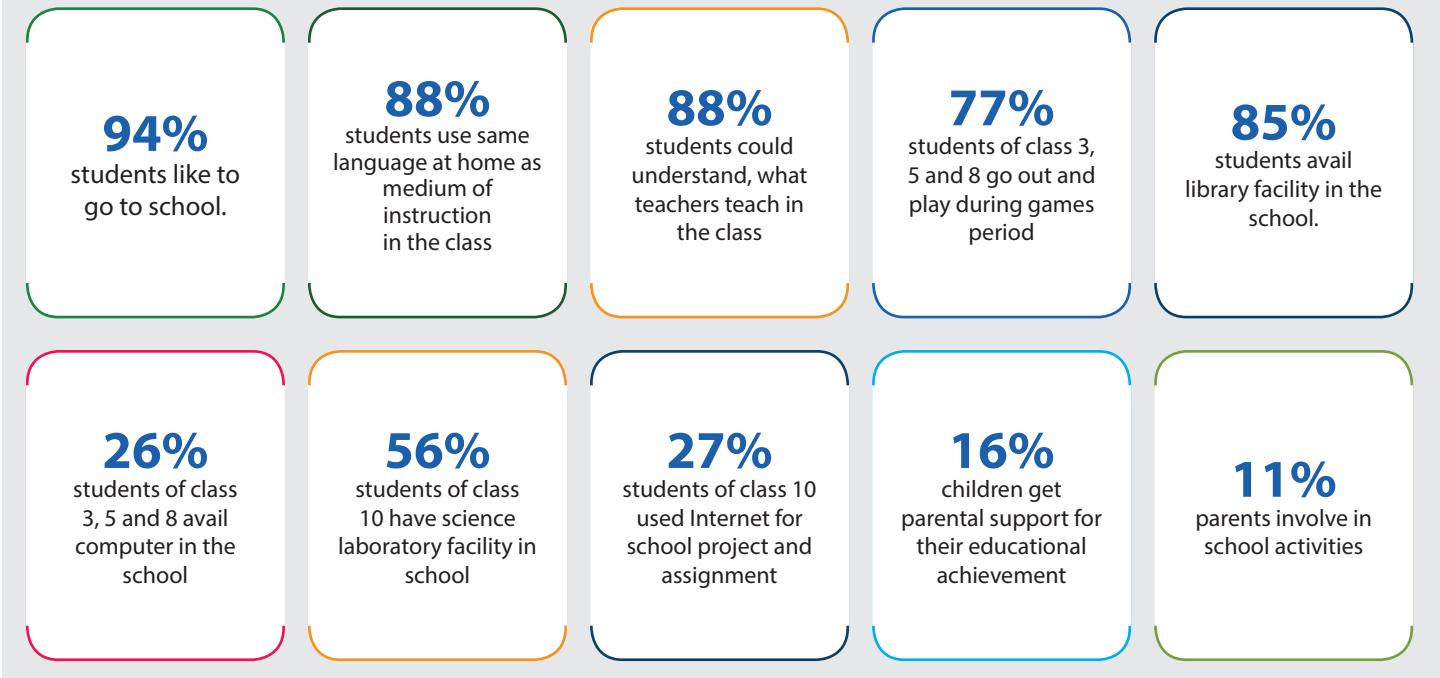 94%
students like to
go to school.
88%
students use same
language at home as
medium of
instruction
in the class
88%
students could
understand, what
teachers teach in
the class
77%
students of class 3,
5 and 8 go out and
play during games
period
85%
students avail
library facility in the
school.
26%
students of class
3, 5 and 8 avail
computer in the
school
56%
students of class
10 have science
laboratory facility in
school
27%
students of class 10
used Internet for
school project and
assignment
16%
children get
parental support for
their educational
achievement
11%
parents involve in
school activities